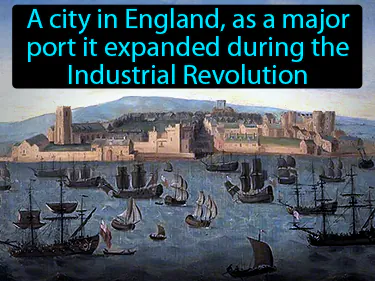 A city in England, as a major
port it expanded during the
Industrial Revolution